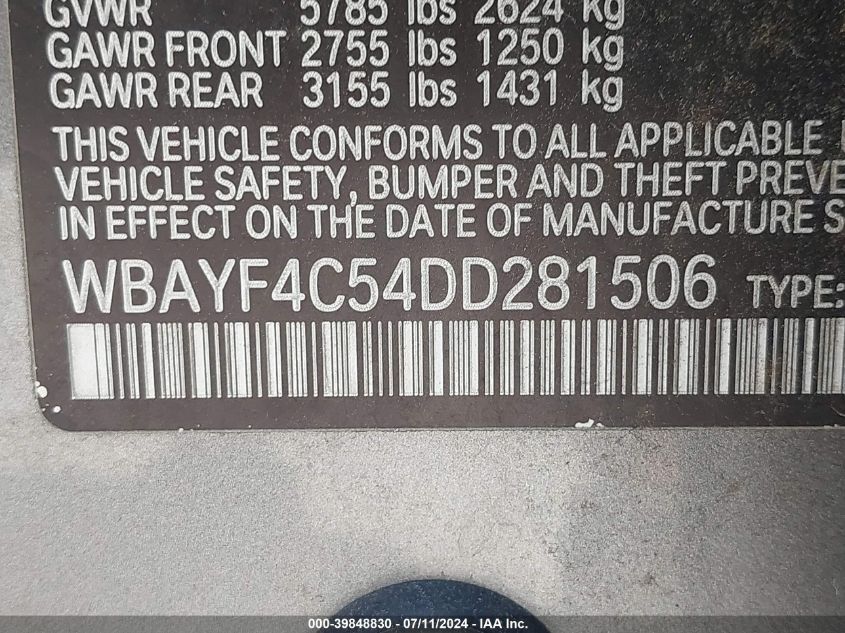 GVWR 5785 lbs 2624 kg
GAWR FRONT 2755 lbs 1250 kg
GAWR REAR 3155 lbs 1431 kg
THIS VEHICLE CONFORMS TO ALL APPLICABLE
VEHICLE SAFETY, BUMPER AND THEFT PREVE
IN EFFECT ON THE DATE OF MANUFACTURE S
WBAYF4C54DD281506 TYPE:
000-39848830 - 07/11/2024 - IAA Inc.